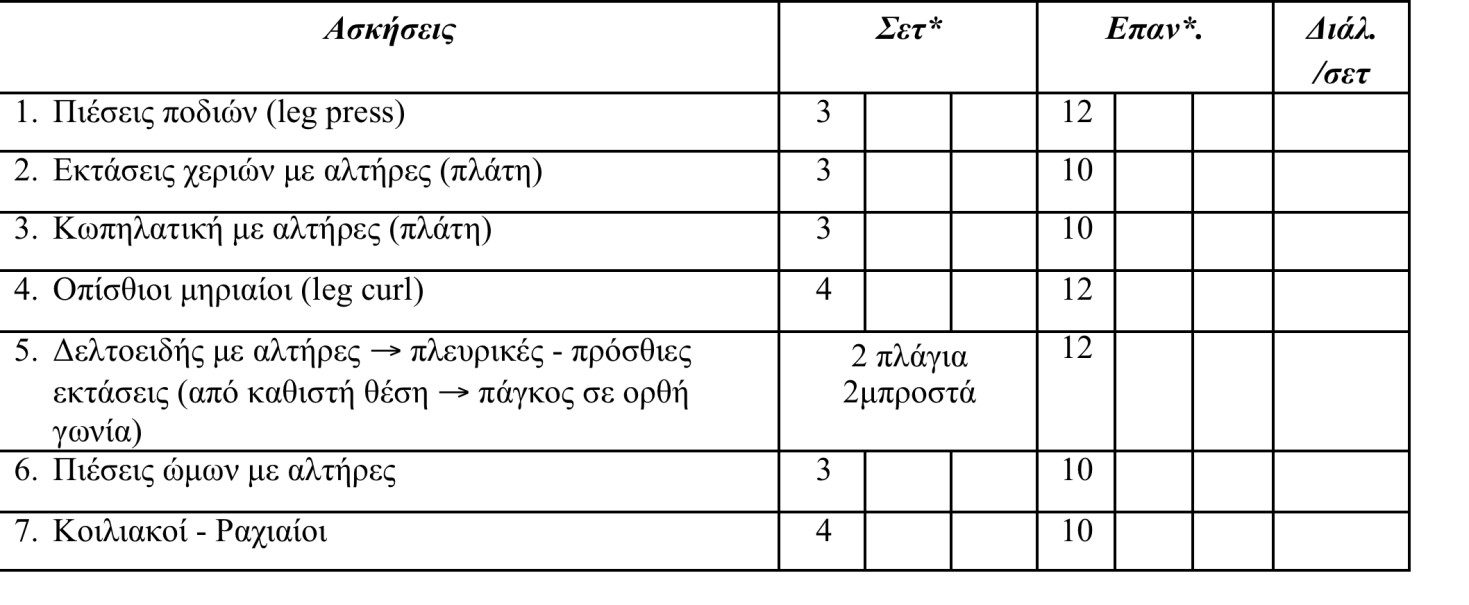 Ασκήσεις Σετ* Επαν*. Διάλ.
/σετ
1. Πιέσεις ποδιών (leg press) 3 12
2. Εκτάσεις χεριών με αλτήρες (πλάτη) 3 10
3. Κωπηλατική με αλτήρες (πλάτη) 3 10
4. Οπίσθιοι μηριαίοι (leg curl) 4 12
5. Δελτοειδής με αλτήρες → πλευρικές - πρόσθιες 2 πλάγια 12
εκτάσεις (από καθιστή θέση → πάγκος σε ορθή 2μπροστά
γωνία)
6. Πιέσεις ώμων με αλτήρες 3 10
7. Κοιλιακοί - Ραχιαίοι 4 10